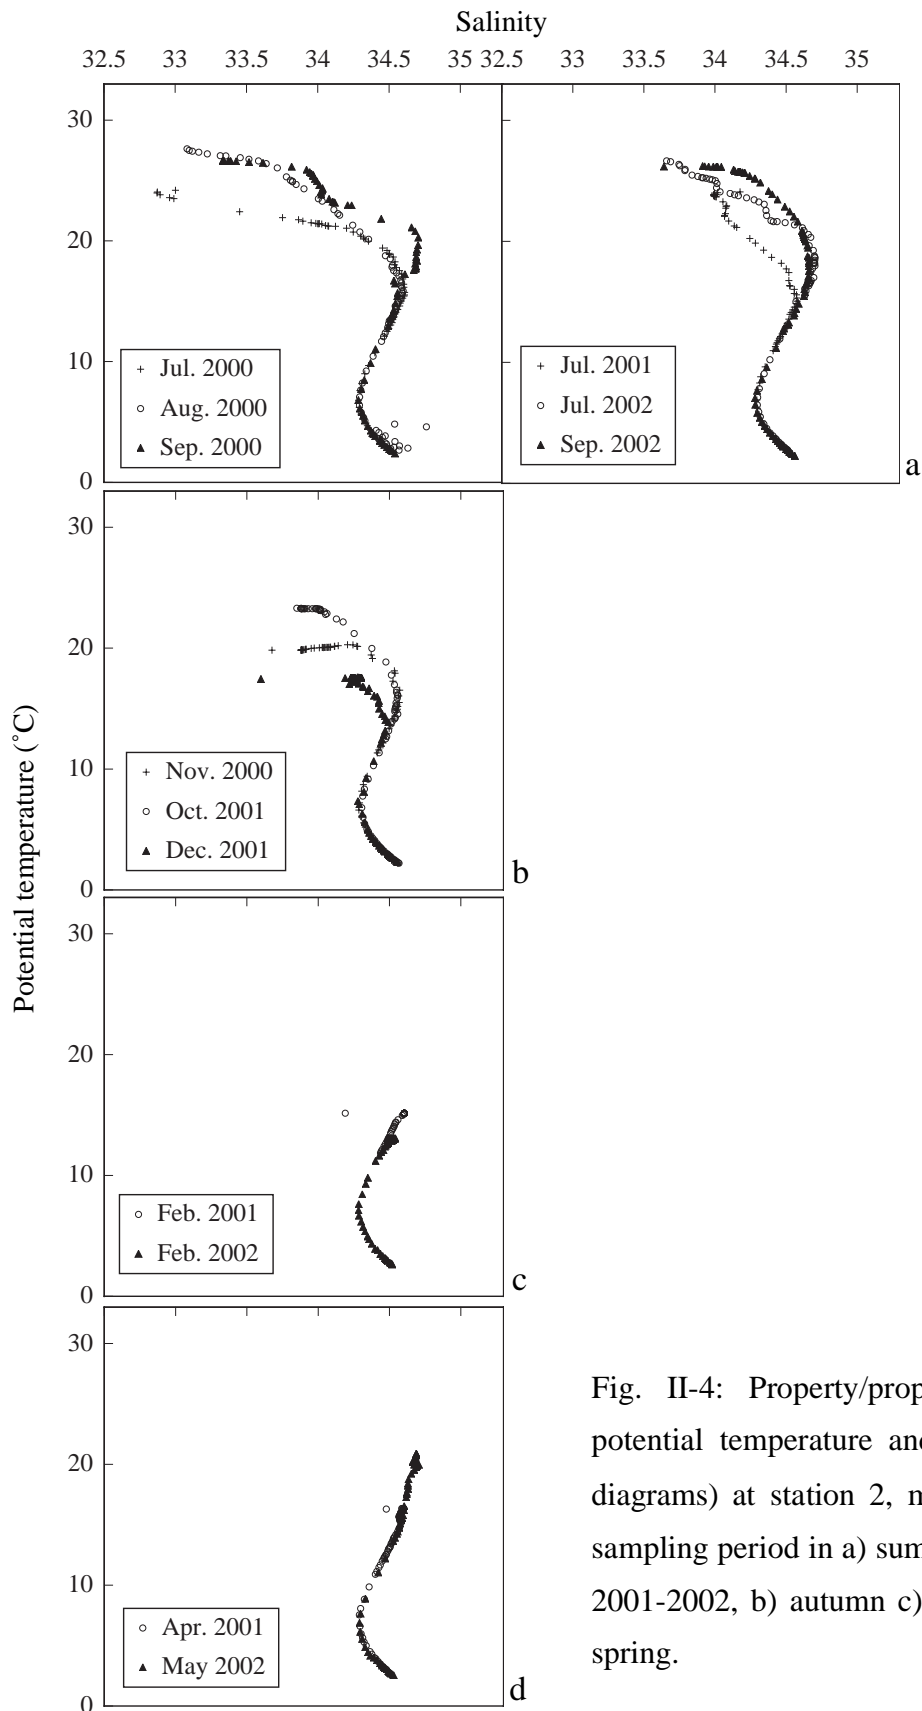 Salinity
32.5 33 33.5 34 34.5 35 32.5 33 33.5 34 34.5 35
30
20
10
0
+ Jul. 2000
○ Aug. 2000
▲ Sep. 2000
+ Jul. 2001
○ Jul. 2002
▲ Sep. 2002
a
30
20
10
0
+ Nov. 2000
○ Oct. 2001
▲ Dec. 2001
b
Potential temperature (°C)
30
20
10
0
○ Feb. 2001
▲ Feb. 2002
c
30
20
10
0
○ Apr. 2001
▲ May 2002
d
Fig. II-4: Property/prop
potential temperature and
diagrams) at station 2, m
sampling period in a) sum
2001-2002, b) autumn c)
spring.